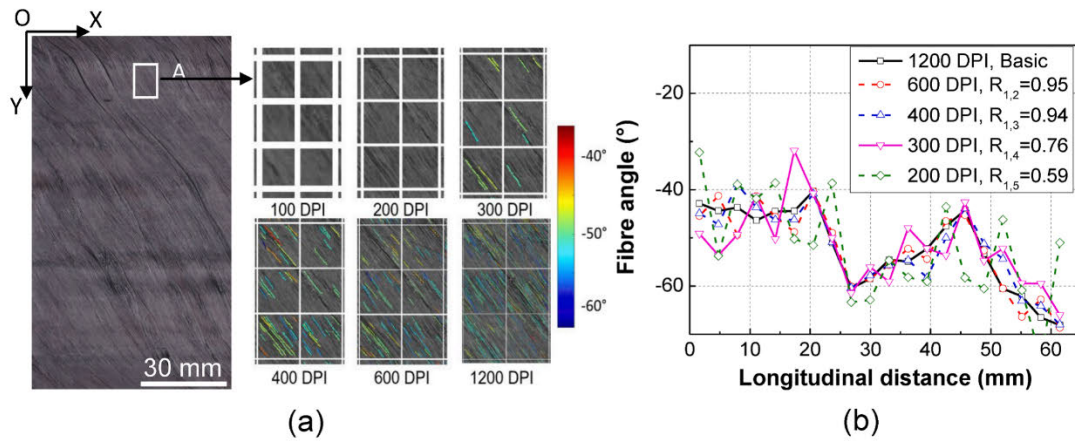 O
X
Y
A
30 mm
100 DPI
200 DPI
300 DPI
400 DPI
600 DPI
1200 DPI
-40°
-50°
-60°
(a)
-20
-40
-60
Fibre angle (°)
0
10
20
30
40
50
60
Longitudinal distance (mm)
1200 DPI, Basic
600 DPI, R1,2=0.95
400 DPI, R1,3=0.94
300 DPI, R1,4=0.76
200 DPI, R1,5=0.59
(b)